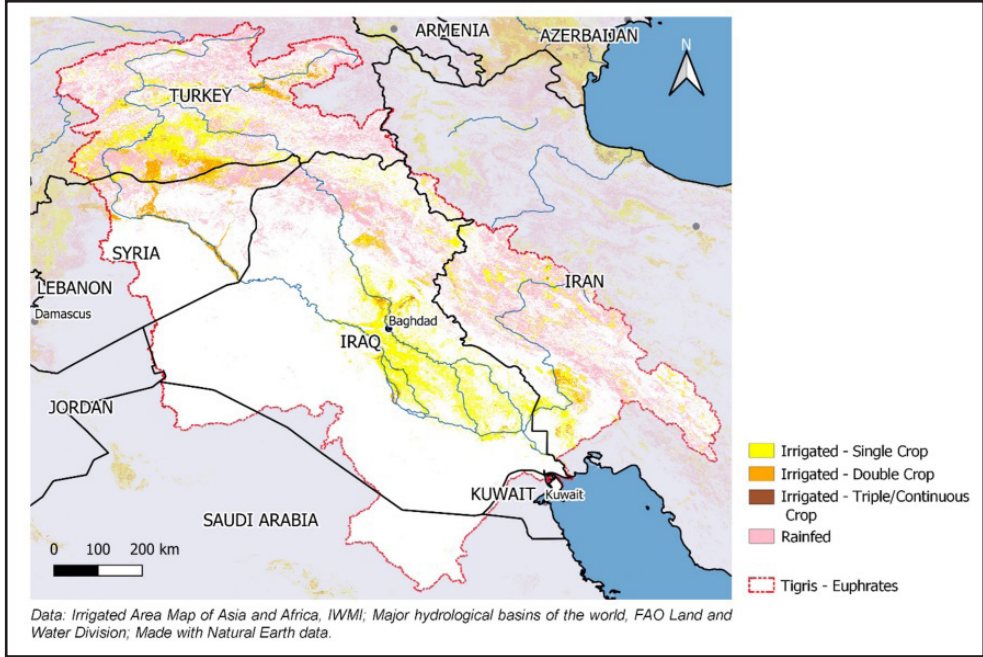 ARMENIA
AZERBAIJAN
N
TURKEY
SYRIA
IRAN
LEBANON
Damascus
Baghdad
IRAQ
JORDAN
KUWAIT
Kuwait
SAUDI ARABIA
0 100 200 km
Irrigated - Single Crop
Irrigated - Double Crop
Irrigated - Triple/Continuous
Crop
Rainfed
Tigris - Euphrates
Data: Irrigated Area Map of Asia and Africa, IWMI; Major hydrological basins of the world, FAO Land and
Water Division; Made with Natural Earth data.